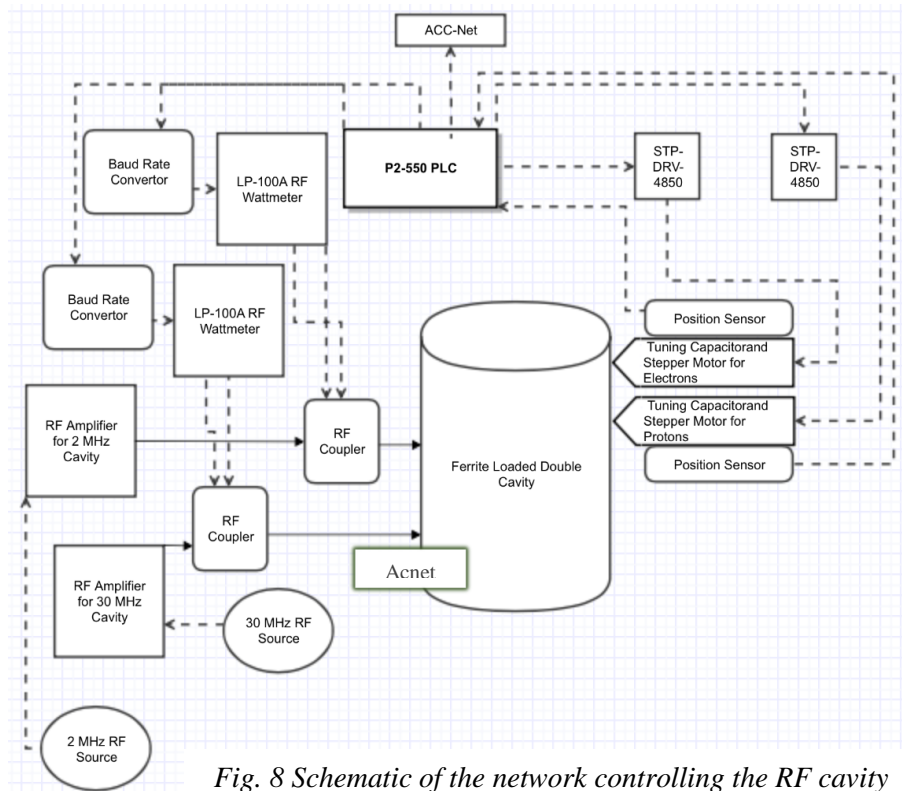 ACC-Net
Baud Rate
Convertor
LP-100A RF
Wattmeter
P2-550 PLC
STP-
DRV-
4850
STP-
DRV-
4850
Baud Rate
Convertor
LP-100A RF
Wattmeter
Position Sensor
Tuning Capacitorand
Stepper Motor for
Electrons
Tuning Capacitorand
Stepper Motor for
Protons
Position Sensor
RF Amplifier
for 2 MHz
Cavity
RF
Coupler
Ferrite Loaded Double
Cavity
RF
Coupler
Acnet
RF Amplifier
for 30 MHz
Cavity
30 MHz RF
Source
2 MHz RF
Source
Fig. 8 Schematic of the network controlling the RF cavity